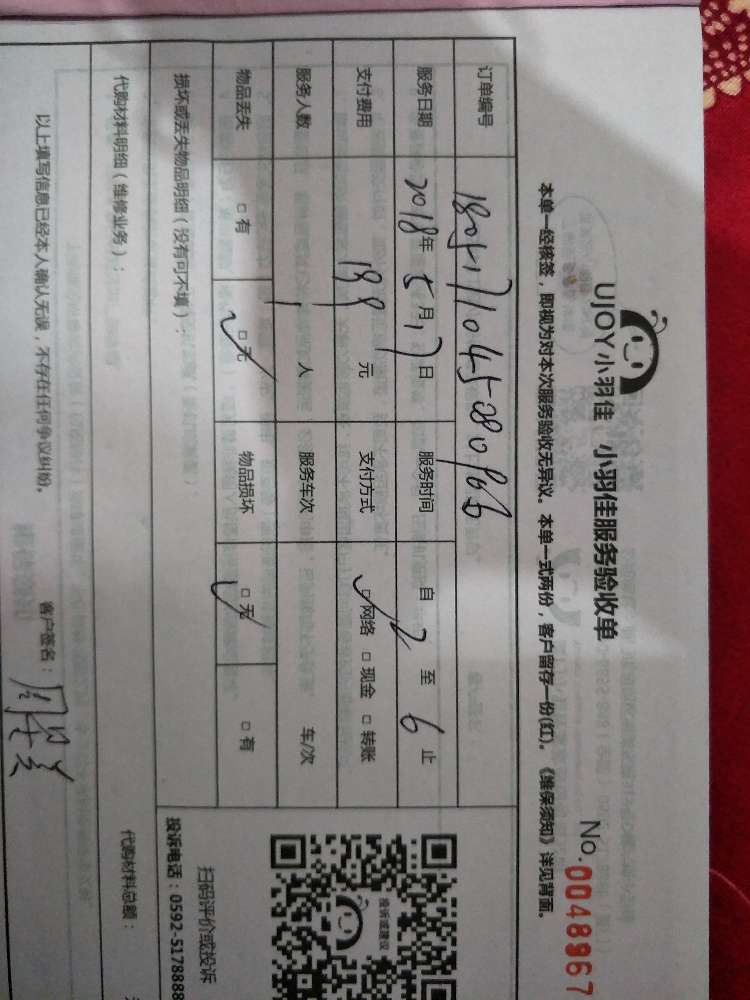 UJOY小羽佳 小羽佳服务验收单
No.0048967
本单一经核签，即视为对本次服务验收无异议。本单一式两份，客户留存一份(红)。《维保须知》详见背面。
订单编号
服务日期 2018年 5月17日 服务时间 自 2 至 6 止
支付费用 199 元 支付方式 □网络 □现金 □转账
服务人数 1 人 服务车次 车/次
物品丢失 □有 □无 物品损坏 □无 □有
损坏或丢失物品明细（没有可不填）：
投诉或建议
扫码评价或投诉
投诉电话：0592-5178888
代购材料明细（维修业务）：
代购材料总额：
以上填写信息已经本人确认无误，不存在任何争议纠纷。
客户签名：